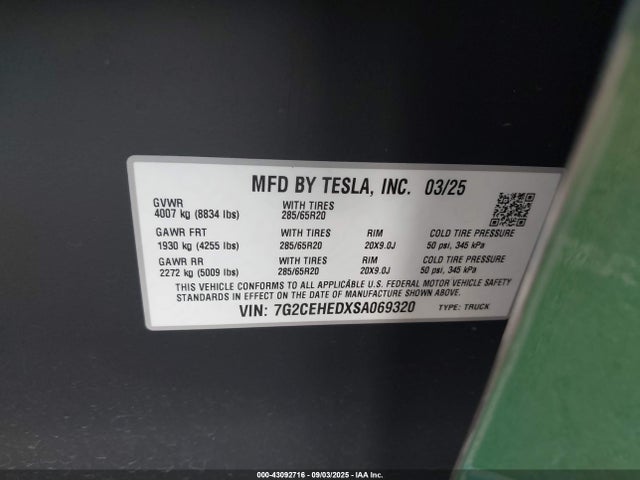 MFD BY TESLA, INC. 03/25
GVWR WITH TIRES
4007 kg (8834 lbs) 285/65R20
GAWR FRT WITH TIRES RIM COLD TIRE PRESSURE
1930 kg (4255 lbs) 285/65R20 20X9.0J 50 psi, 345 kPa
GAWR RR WITH TIRES RIM COLD TIRE PRESSURE
2272 kg (5009 lbs) 285/65R20 20X9.0J 50 psi, 345 kPa
THIS VEHICLE CONFORMS TO ALL APPLICABLE U.S. FEDERAL MOTOR VEHICLE SAFETY
STANDARDS IN EFFECT ON THE DATE OF MANUFACTURE SHOWN ABOVE.
VIN: 7G2CEHEDXSA069320 TYPE: TRUCK
000-43092716 - 09/03/2025 - IAA Inc.